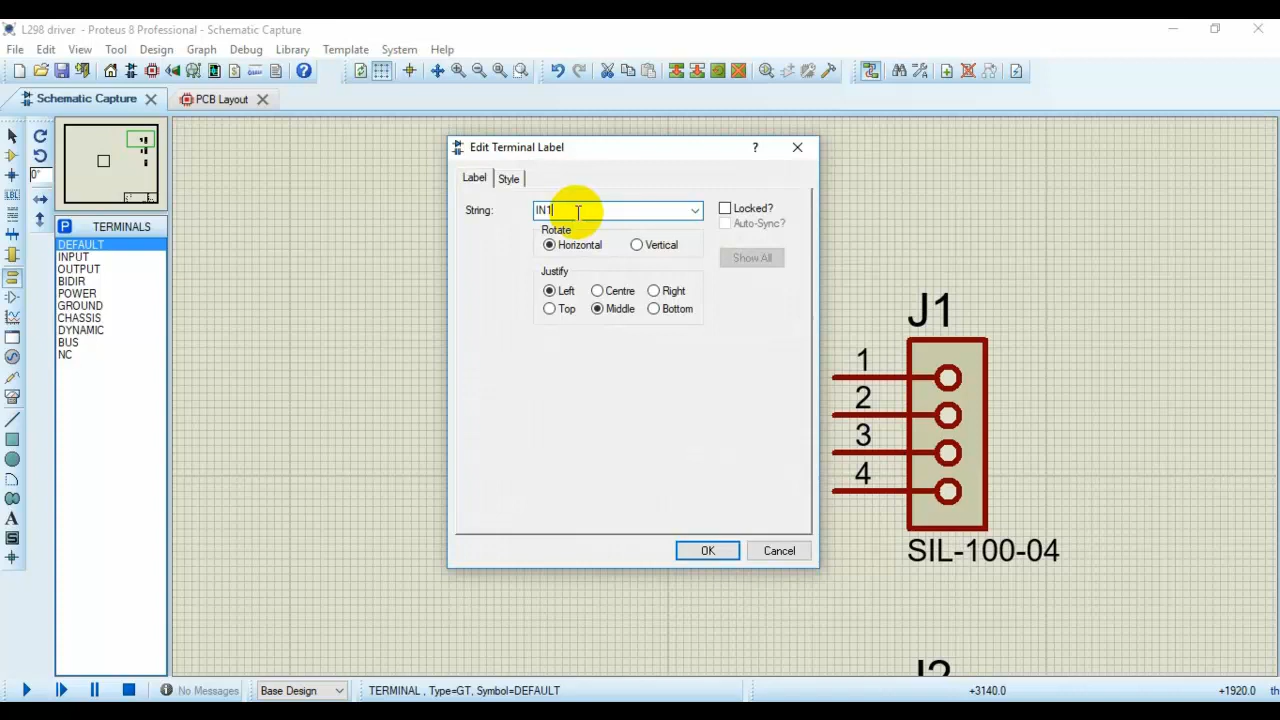 L298 driver - Proteus 8 Professional - Schematic Capture
File Edit View Tool Design Graph Debug Library Template System Help
Schematic Capture PCB Layout
0°
LBL
P TERMINALS
DEFAULT
INPUT
OUTPUT
BIDIR
POWER
GROUND
CHASSIS
DYNAMIC
BUS
NC
Edit Terminal Label ?
Label Style
String: IN1 Locked?
Auto-Sync?
Rotate
Horizontal Vertical
Show All
Justify
Left Centre Right
Top Middle Bottom
OK Cancel
J1
1
2
3
4
SIL-100-04
No Messages Base Design TERMINAL , Type=GT, Symbol=DEFAULT +3140.0 +1920.0 th